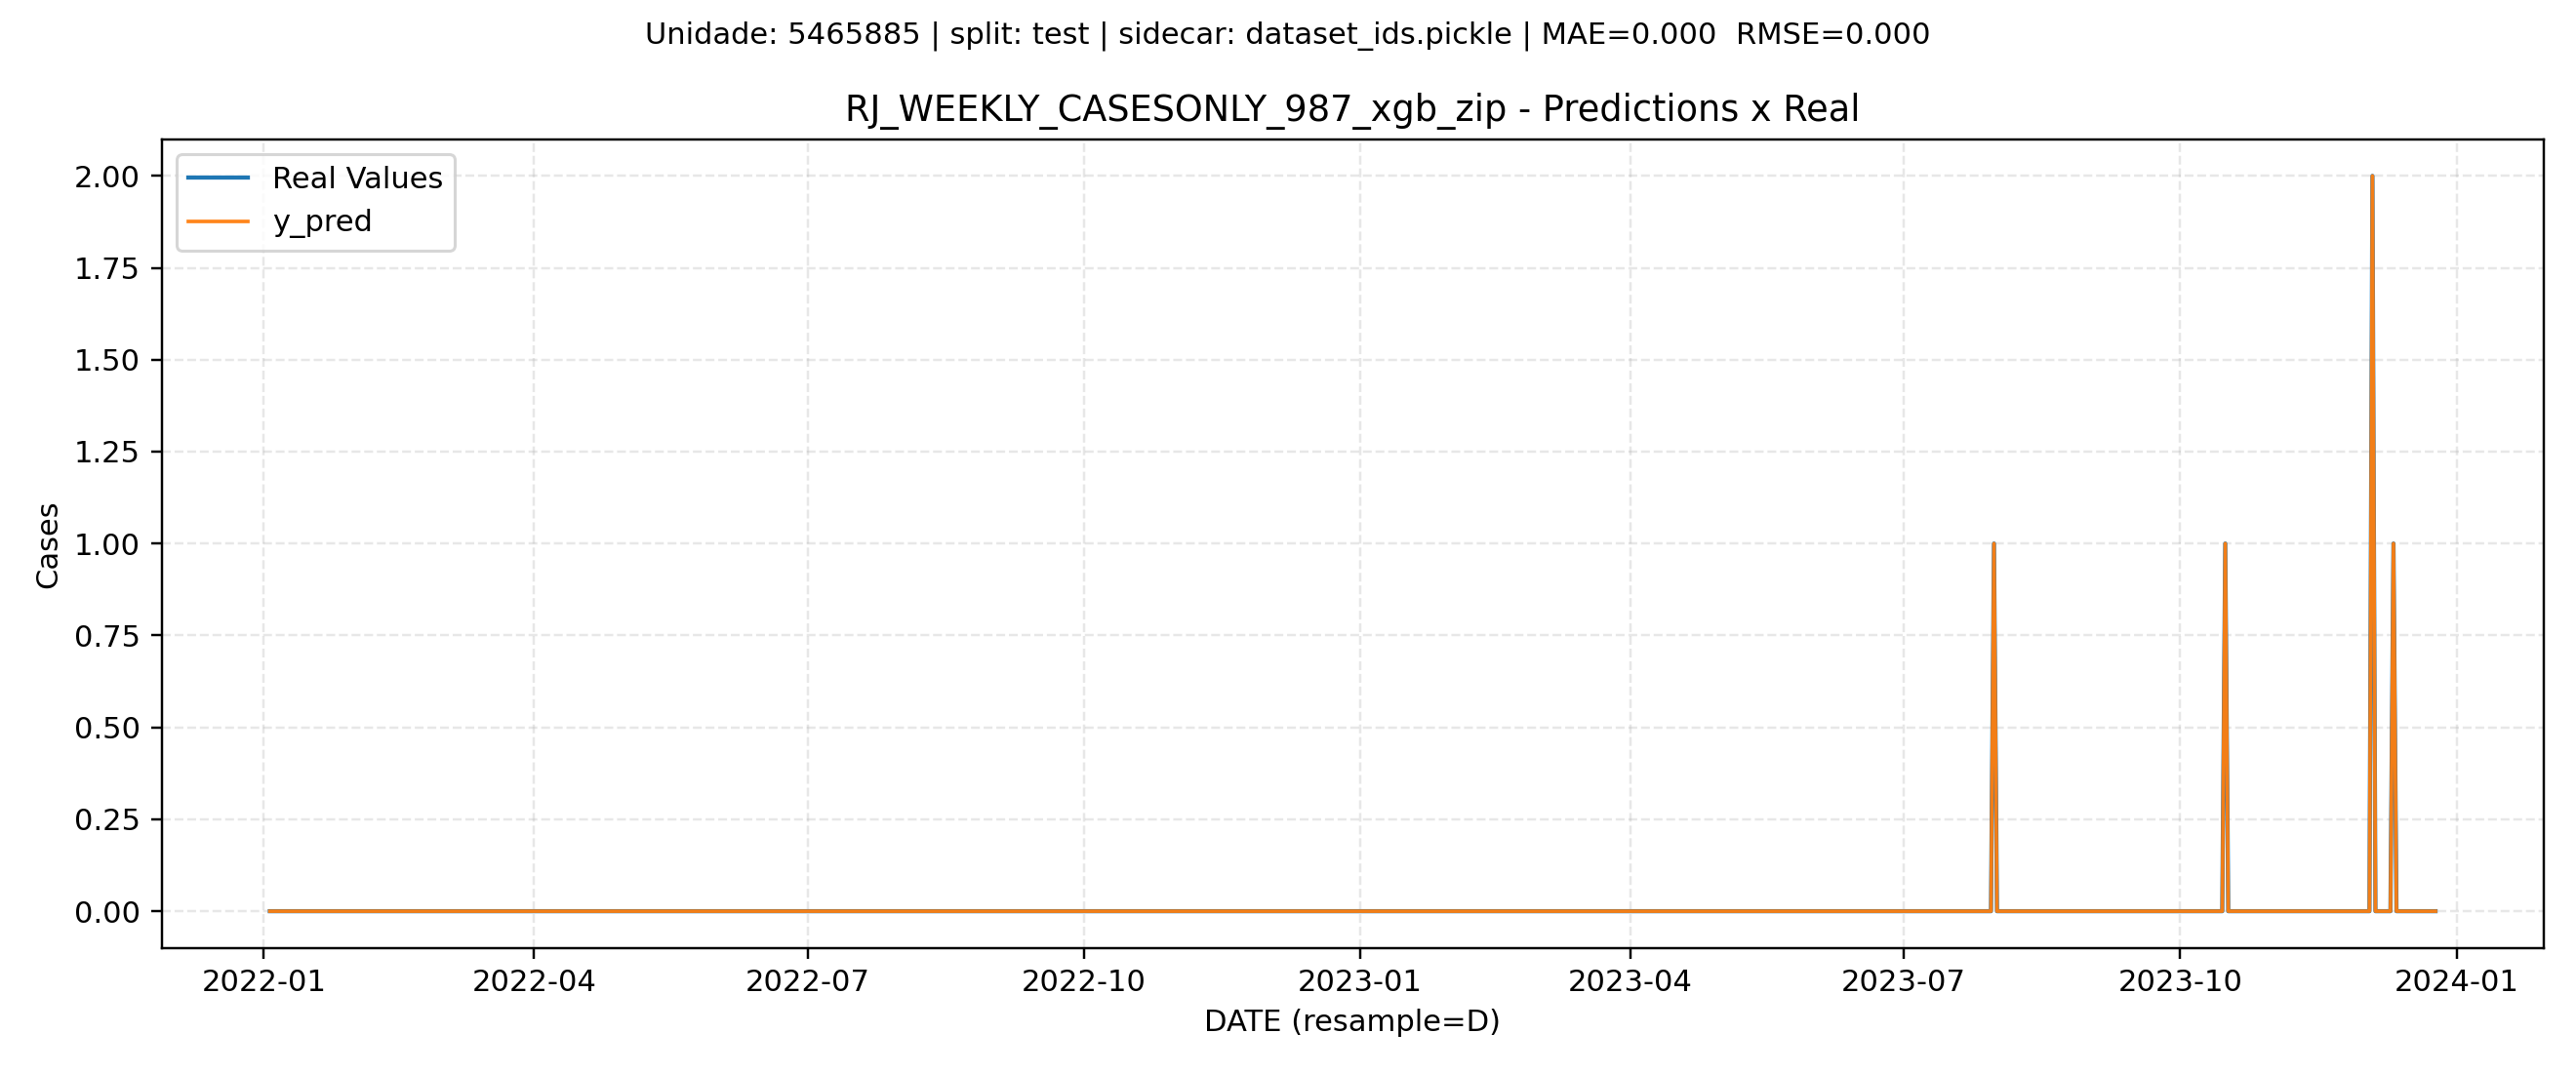 Unidade: 5465885 | split: test | sidecar: dataset_ids.pickle | MAE=0.000  RMSE=0.000
RJ_WEEKLY_CASESONLY_987_xgb_zip - Predictions x Real
Real Values
y_pred
Cases
2.00
1.75
1.50
1.25
1.00
0.75
0.50
0.25
0.00
2022-01 2022-04 2022-07 2022-10 2023-01 2023-04 2023-07 2023-10 2024-01
DATE (resample=D)